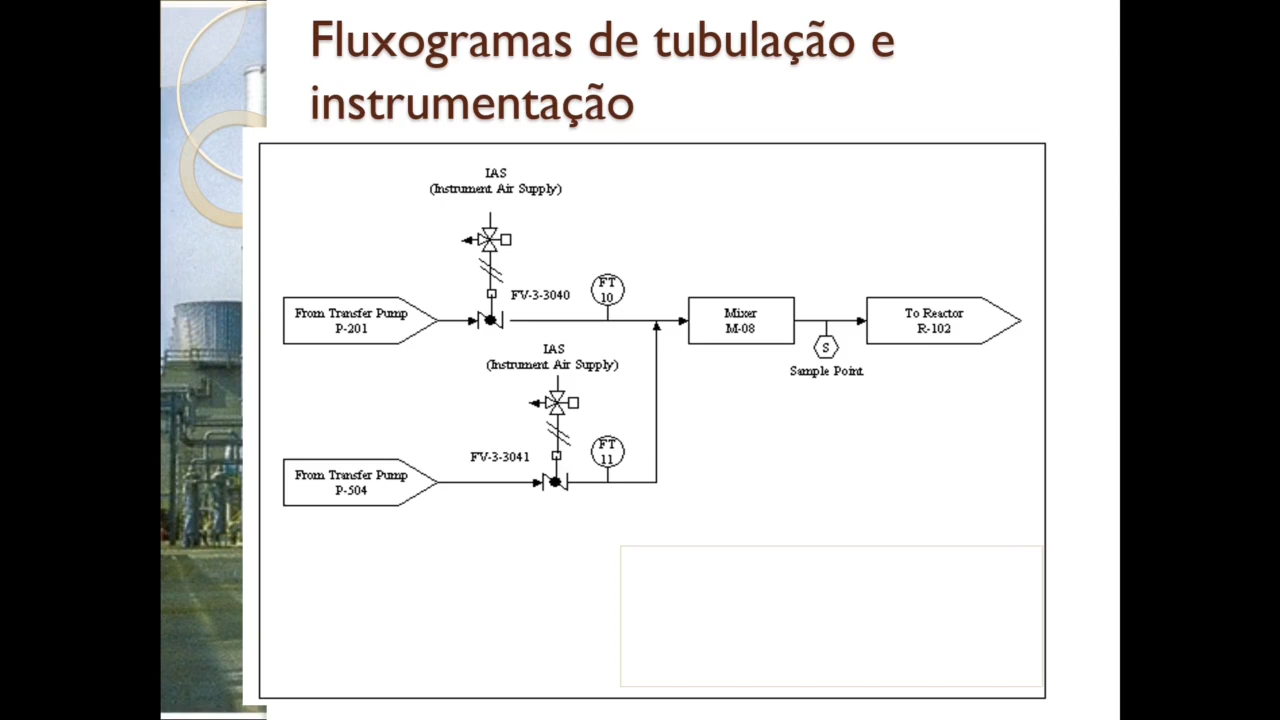 Fluxogramas de tubulação e
instrumentação
IAS
(Instrument Air Supply)
FV-3-3040
FT
10
From Transfer Pump
P-201
Mixer
M-08
To Reactor
R-102
S
Sample Point
IAS
(Instrument Air Supply)
FV-3-3041
FT
11
From Transfer Pump
P-504